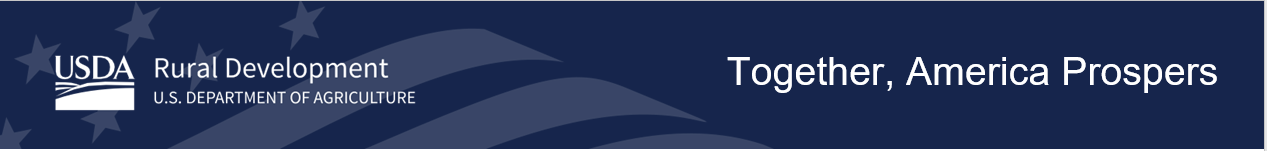 USDA
Rural Development
U.S. DEPARTMENT OF AGRICULTURE
Together, America Prospers